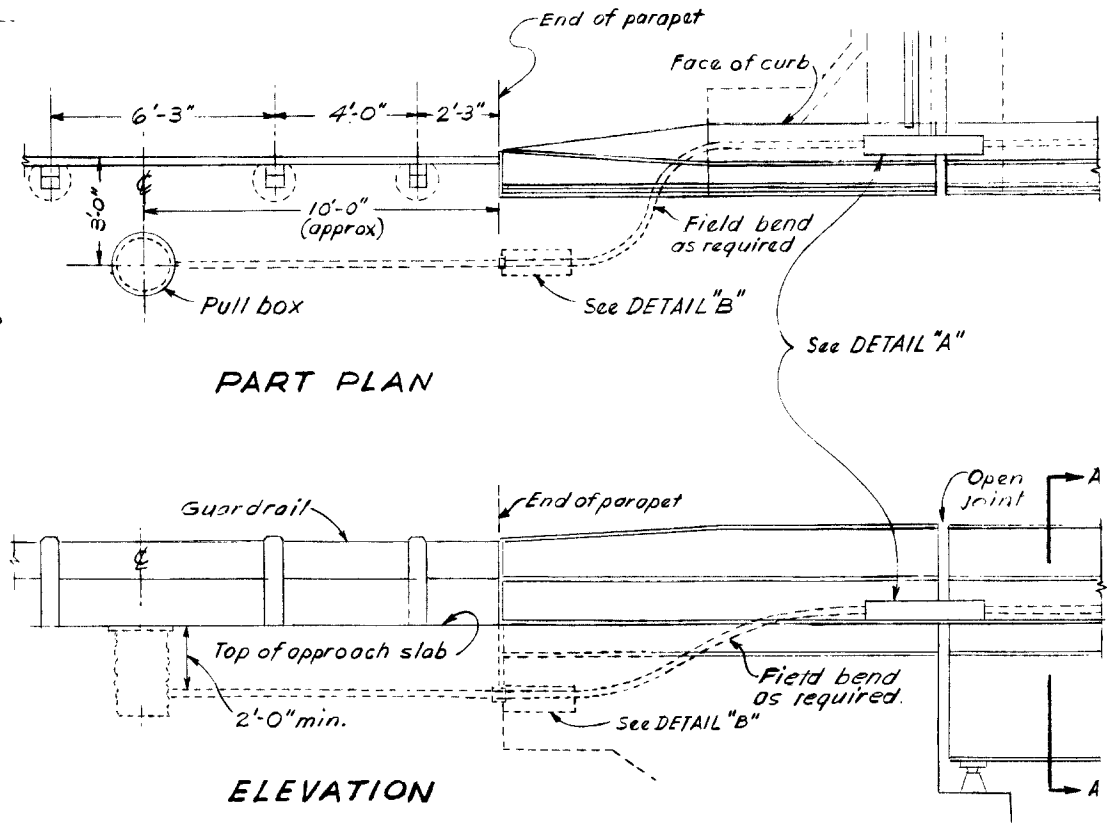 End of parapet
Face of curb
6'-3"
4'-0"
2'-3"
℄
3'-0"
10'-0"
(approx)
Field bend
as required
Pull box
See DETAIL "B"
See DETAIL "A"
PART PLAN
Guardrail
End of parapet
Open
joint
A
℄
Top of approach slab
Field bend
as required.
2'-0" min.
See DETAIL "B"
A
ELEVATION